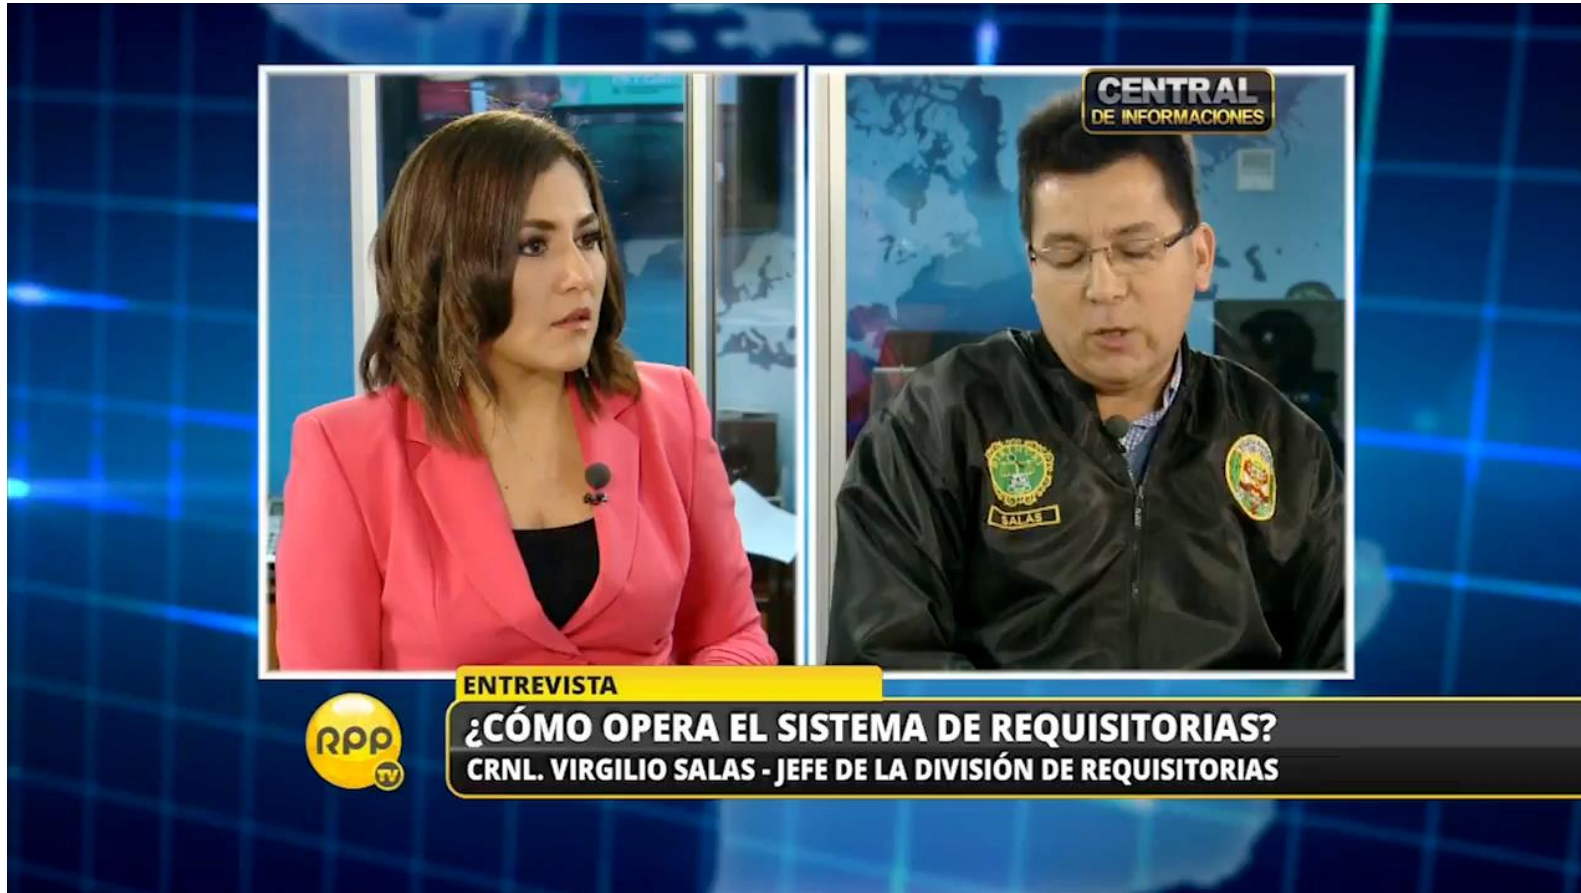 CENTRAL
DE INFORMACIONES
SALAS
ENTREVISTA
¿CÓMO OPERA EL SISTEMA DE REQUISITORIAS?
CRNL. VIRGILIO SALAS - JEFE DE LA DIVISIÓN DE REQUISITORIAS
RPP
TV